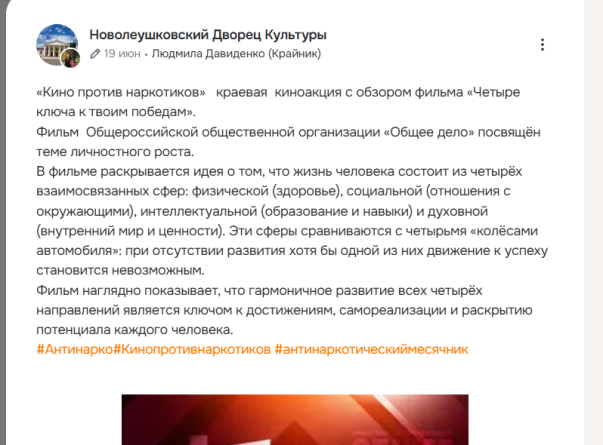 Новолеушковский Дворец Культуры
19 июн • Людмила Давиденко (Крайник)
«Кино против наркотиков» краевая киноакция с обзором фильма «Четыре
ключа к твоим победам».
Фильм Общероссийской общественной организации «Общее дело» посвящён
теме личностного роста.
В фильме раскрывается идея о том, что жизнь человека состоит из четырёх
взаимосвязанных сфер: физической (здоровье), социальной (отношения с
окружающими), интеллектуальной (образование и навыки) и духовной
(внутренний мир и ценности). Эти сферы сравниваются с четырьмя «колёсами
автомобиля»: при отсутствии развития хотя бы одной из них движение к успеху
становится невозможным.
Фильм наглядно показывает, что гармоничное развитие всех четырёх
направлений является ключом к достижениям, самореализации и раскрытию
потенциала каждого человека.
#Антинарко#Кинопротивнаркотиков #антинаркотическиймесячник